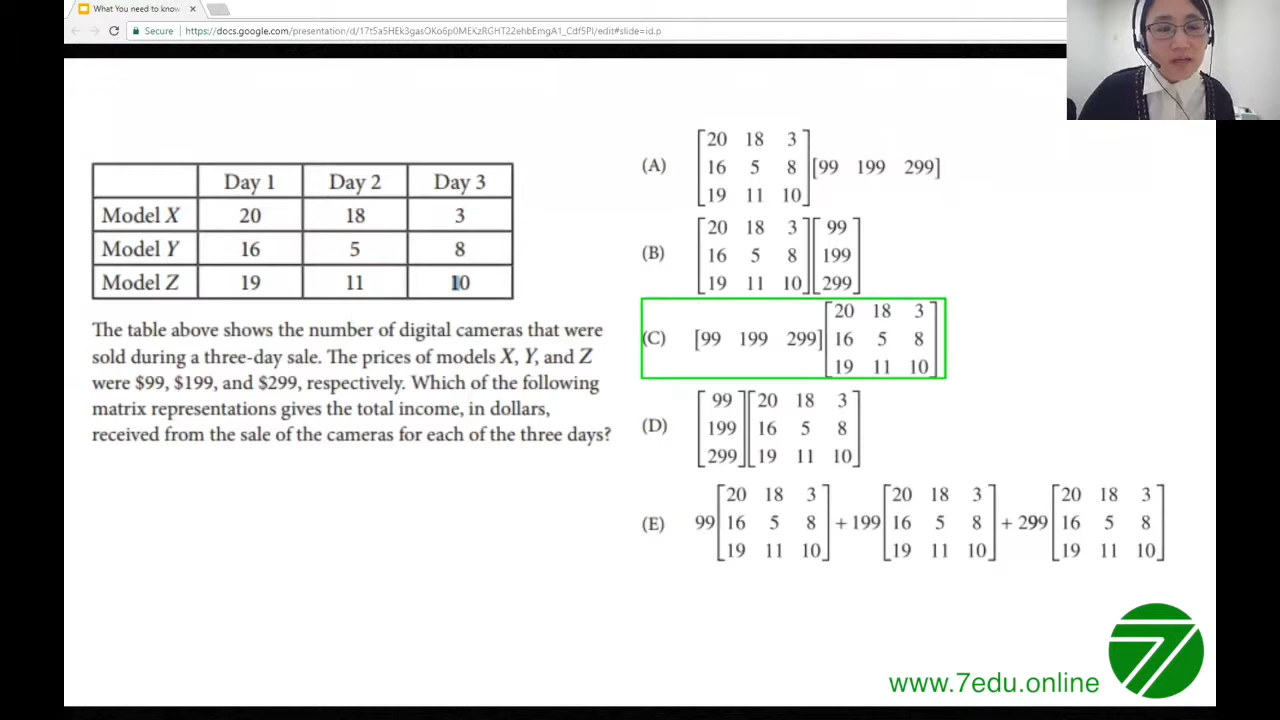 What You need to know
Secure https://docs.google.com/presentation/d/17t5a5HEk3gasOKo6p0MEKzRGHT22ehbEmgA1_Cdf5PI/edit#slide=id.p
Day 1 Day 2 Day 3
Model X 20 18 3
Model Y 16 5 8
Model Z 19 11 10
The table above shows the number of digital cameras that were
sold during a three-day sale. The prices of models X, Y, and Z
were $99, $199, and $299, respectively. Which of the following
matrix representations gives the total income, in dollars,
received from the sale of the cameras for each of the three days?
20 18 3
(A) 16 5 8 [99 199 299]
19 11 10
20 18 3 99
(B) 16 5 8 199
19 11 10 299
20 18 3
(C) [99 199 299] 16 5 8
19 11 10
99 20 18 3
(D) 199 16 5 8
299 19 11 10
20 18 3 20 18 3 20 18 3
(E) 99 16 5 8 + 199 16 5 8 + 299 16 5 8
19 11 10 19 11 10 19 11 10
7
www.7edu.online